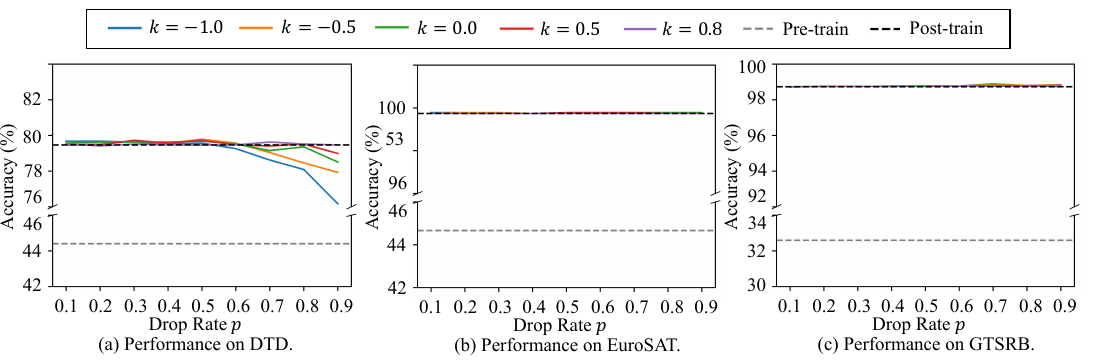 k = −1.0 k = −0.5 k = 0.0 k = 0.5 k = 0.8 Pre-train Post-train
Accuracy (%)
82
80
78
76
46
44
42
0.1 0.2 0.3 0.4 0.5 0.6 0.7 0.8 0.9
Drop Rate p
(a) Performance on DTD.
Accuracy (%)
100
53
96
46
44
42
0.1 0.2 0.3 0.4 0.5 0.6 0.7 0.8 0.9
Drop Rate p
(b) Performance on EuroSAT.
Accuracy (%)
100
98
96
94
92
34
32
30
0.1 0.2 0.3 0.4 0.5 0.6 0.7 0.8 0.9
Drop Rate p
(c) Performance on GTSRB.